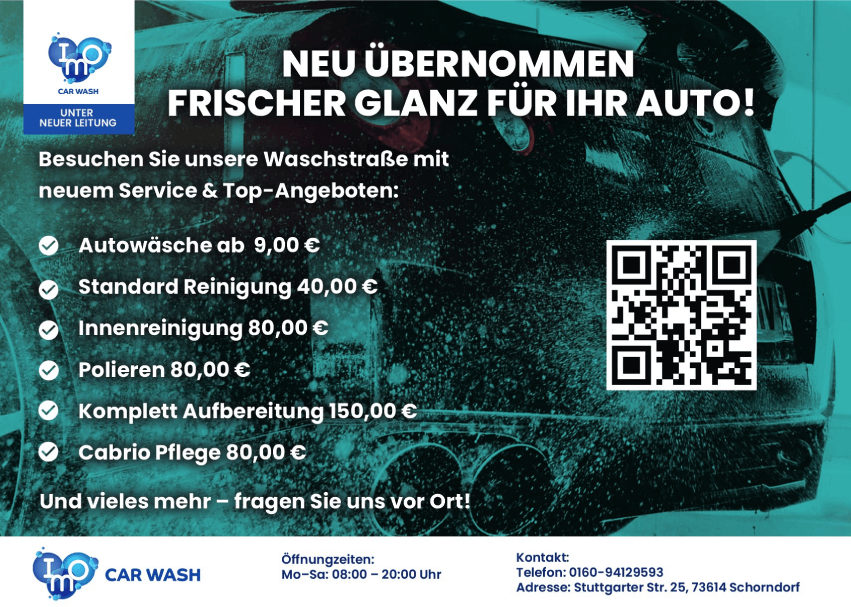 IMO
CAR WASH
UNTER
NEUER LEITUNG
NEU ÜBERNOMMEN
FRISCHER GLANZ FÜR IHR AUTO!
Besuchen Sie unsere Waschstraße mit
neuem Service & Top-Angeboten:
Autowäsche ab 9,00 €
Standard Reinigung 40,00 €
Innenreinigung 80,00 €
Polieren 80,00 €
Komplett Aufbereitung 150,00 €
Cabrio Pflege 80,00 €
Und vieles mehr – fragen Sie uns vor Ort!
IMO CAR WASH
Öffnungzeiten:
Mo–Sa: 08:00 – 20:00 Uhr
Kontakt:
Telefon: 0160-94129593
Adresse: Stuttgarter Str. 25, 73614 Schorndorf